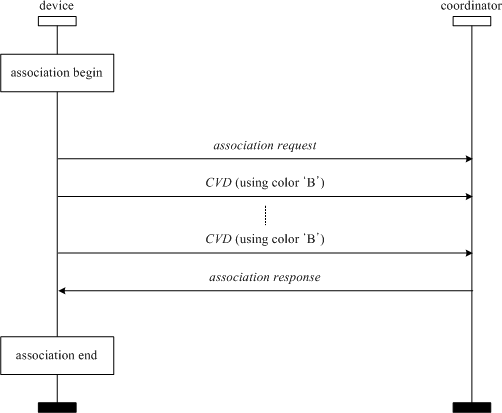 device
coordinator
association begin
association request
CVD (using color ‘B’)
CVD (using color ‘B’)
association response
association end